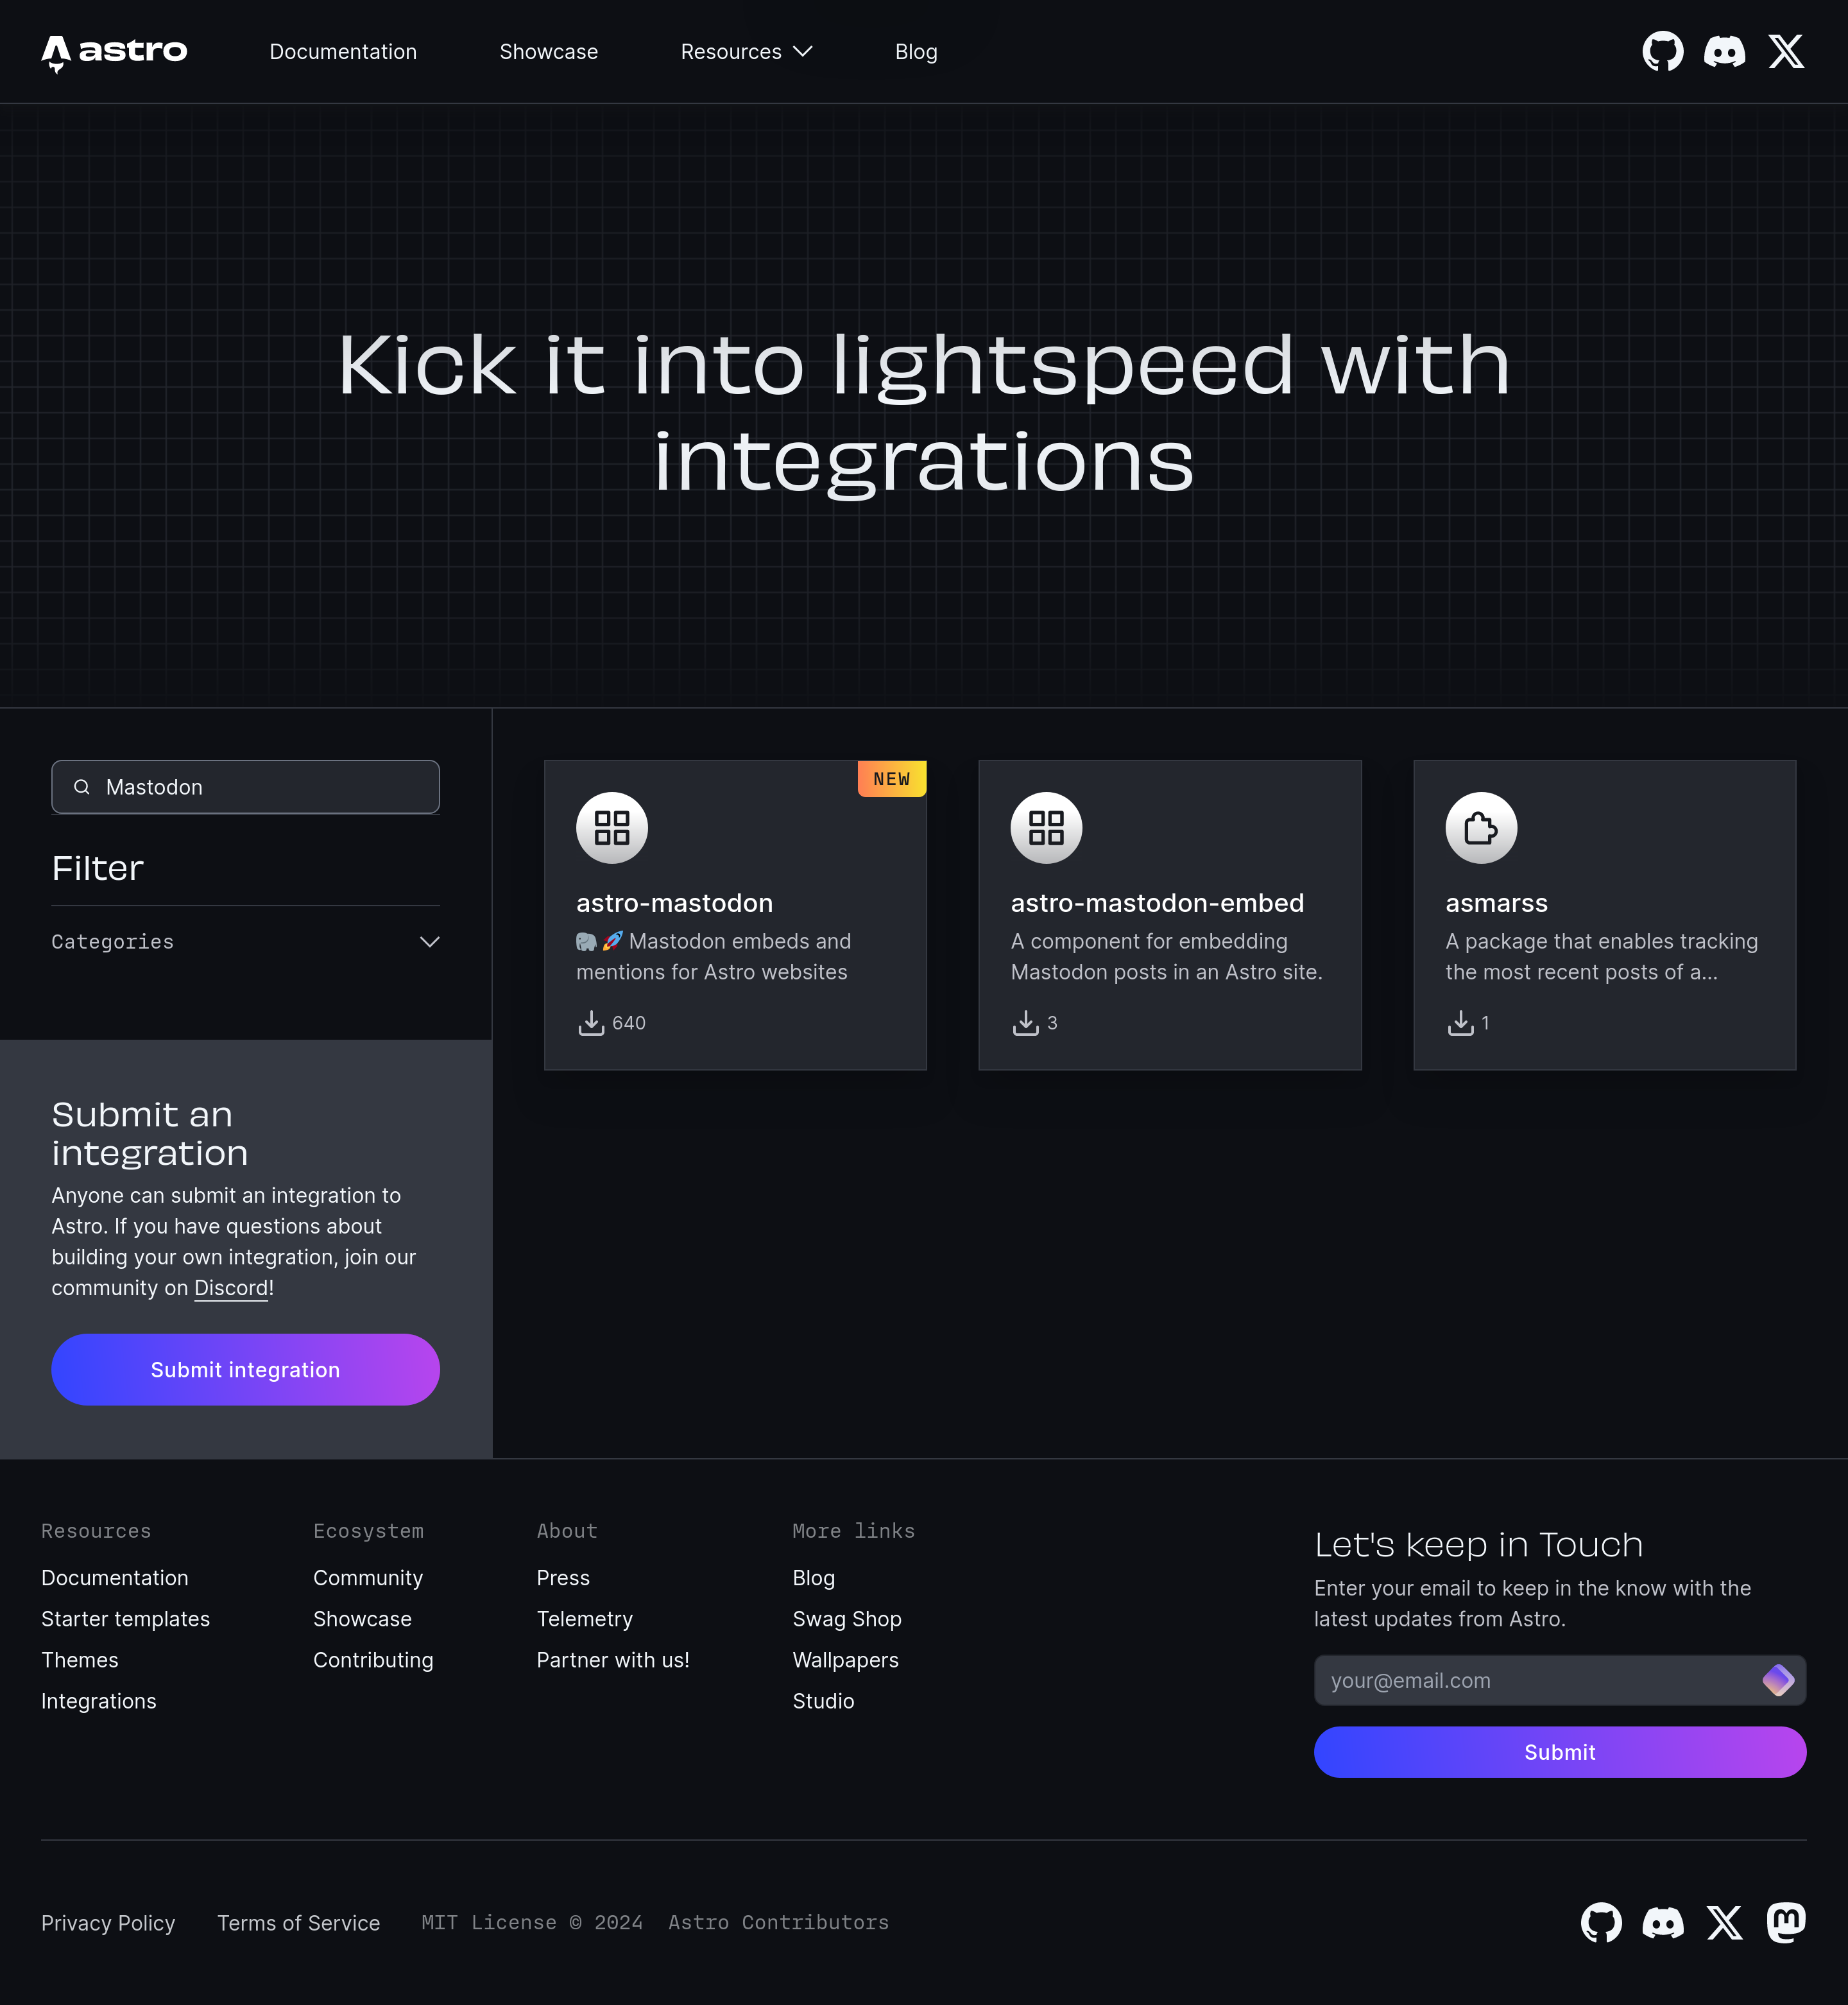 astro
Documentation
Showcase
Resources
Blog
Kick it into lightspeed with
integrations
Mastodon
Filter
Categories
Submit an
integration
Anyone can submit an integration to
Astro. If you have questions about
building your own integration, join our
community on Discord!
Submit integration
NEW
astro-mastodon
🐘 🚀 Mastodon embeds and
mentions for Astro websites
640
astro-mastodon-embed
A component for embedding
Mastodon posts in an Astro site.
3
asmarss
A package that enables tracking
the most recent posts of a...
1
Resources
Documentation
Starter templates
Themes
Integrations
Ecosystem
Community
Showcase
Contributing
About
Press
Telemetry
Partner with us!
More links
Blog
Swag Shop
Wallpapers
Studio
Let's keep in Touch
Enter your email to keep in the know with the
latest updates from Astro.
your@email.com
Submit
Privacy Policy
Terms of Service
MIT License © 2024 Astro Contributors